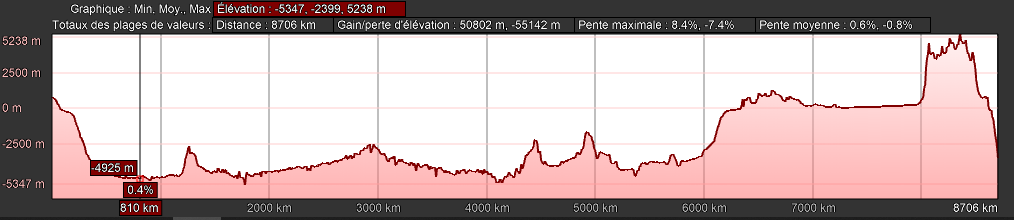 Graphique : Min, Moy., Max Élévation : -5347, -2399, 5238 m
Totaux des plages de valeurs : Distance : 8706 km Gain/perte d'élévation : 50802 m, -55142 m Pente maximale : 8.4%, -7.4% Pente moyenne : 0.6%, -0.8%
5238 m
2500 m
0 m
-2500 m
-4925 m
-5347 m
0.4%
810 km 2000 km 3000 km 4000 km 5000 km 6000 km 7000 km 8706 km